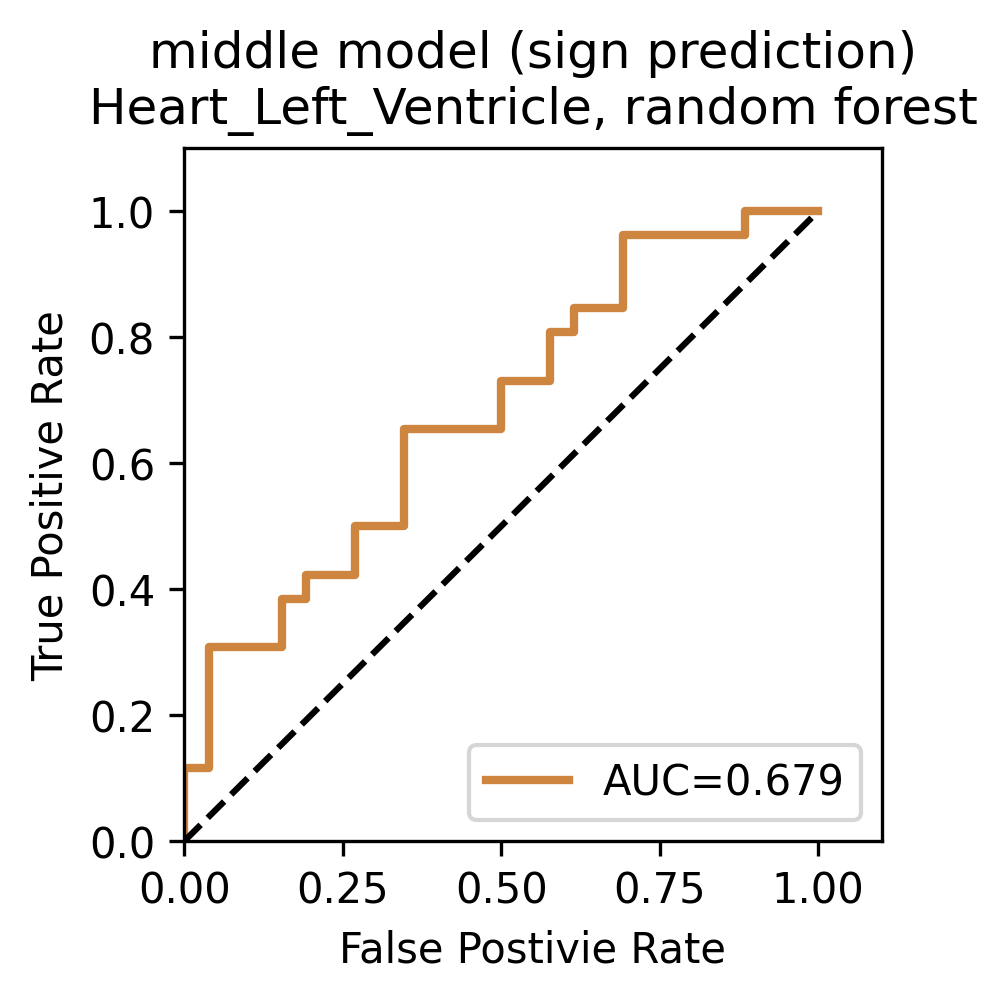 middle model (sign prediction)
Heart_Left_Ventricle, random forest
1.0
0.8
0.6
0.4
0.2
0.0
True Positive Rate
AUC=0.679
0.00 0.25 0.50 0.75 1.00
False Postivie Rate